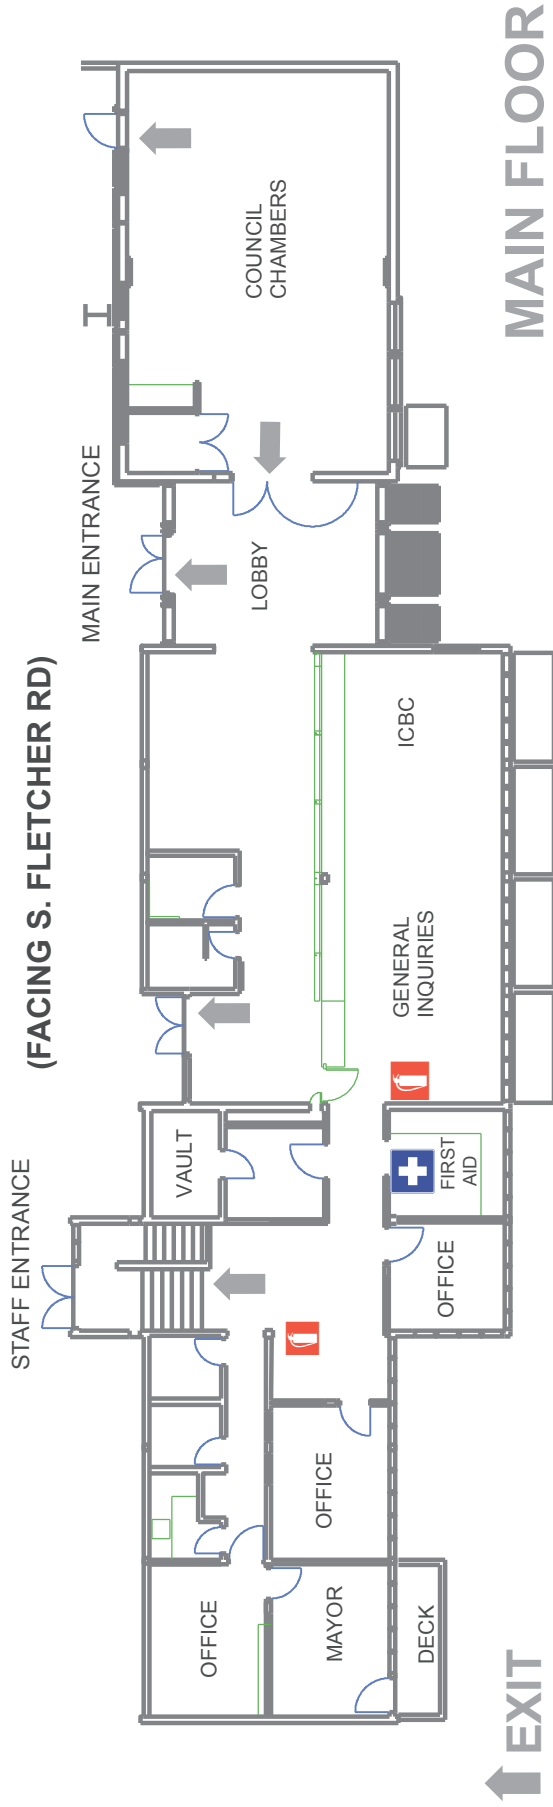 (FACING S. FLETCHER RD)
STAFF ENTRANCE
MAIN ENTRANCE
OFFICE
VAULT
LOBBY
COUNCIL
CHAMBERS
MAYOR
OFFICE
DECK
OFFICE
FIRST
AID
GENERAL
INQUIRIES
ICBC
EXIT
MAIN FLOOR